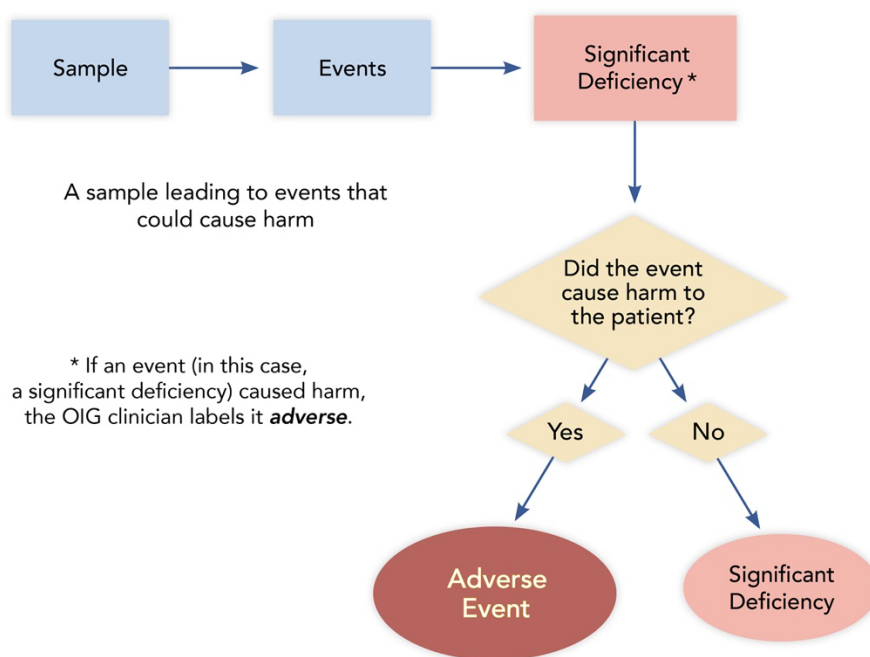 Sample
Events
Significant
Deficiency *
A sample leading to events that
could cause harm
Did the event
cause harm to
the patient?
* If an event (in this case,
a significant deficiency) caused harm,
the OIG clinician labels it adverse.
Yes
No
Adverse
Event
Significant
Deficiency